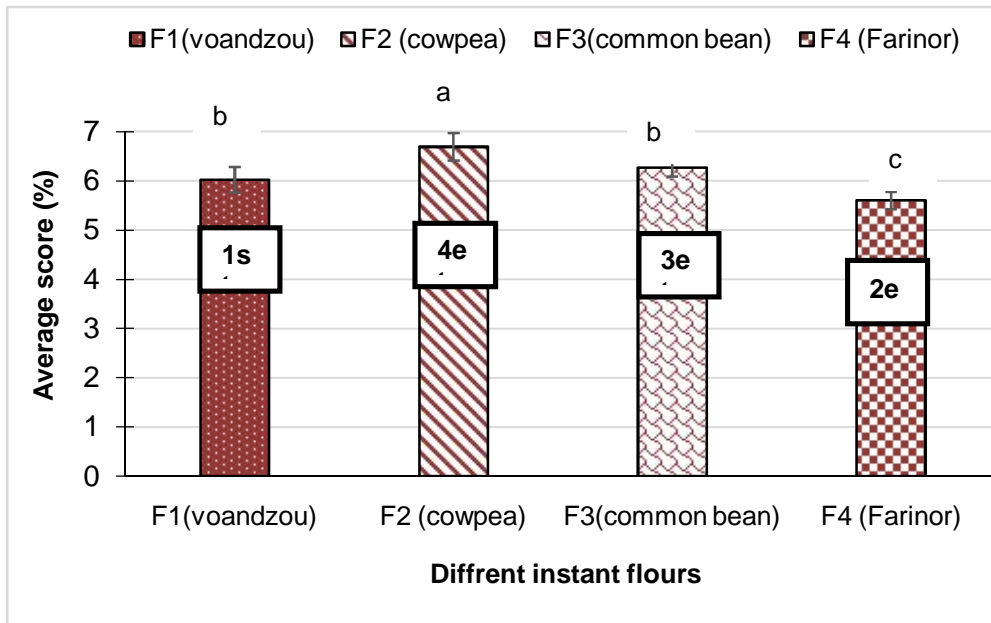 F1(voandzou) F2 (cowpea) F3(common bean) F4 (Farinor)
a
b b
c
7
6
5
4
3
2
1
0
Average score (%)
1s 4e 3e 2e
F1(voandzou) F2 (cowpea) F3(common bean) F4 (Farinor)
Diffrent instant flours